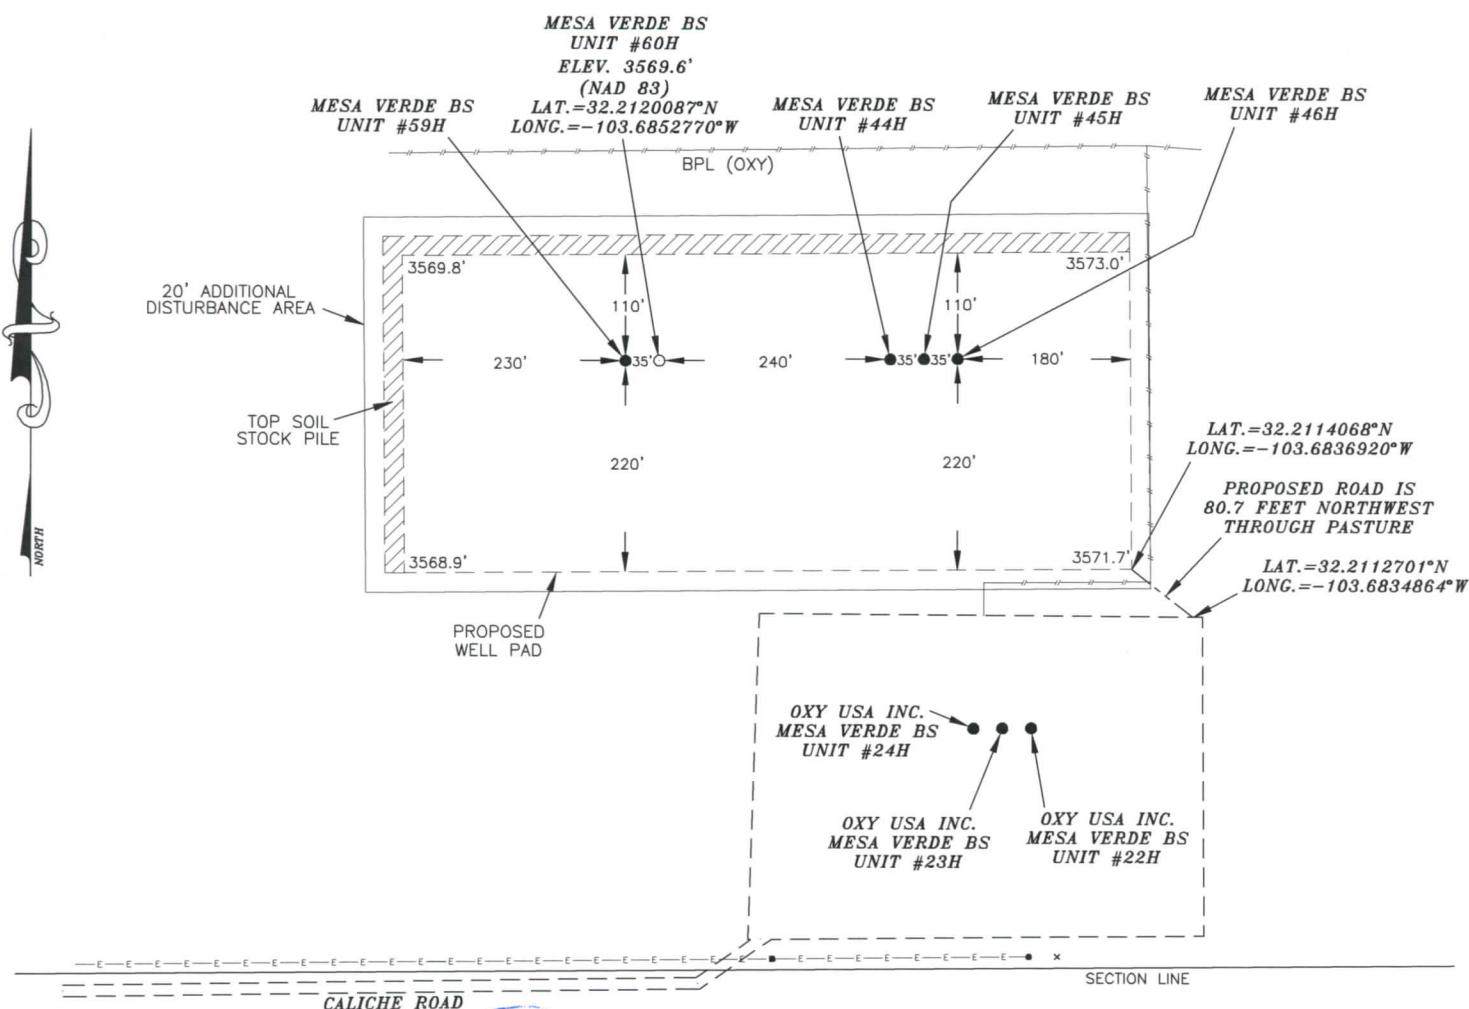 MESA VERDE BS
UNIT #60H
ELEV. 3569.6'
(NAD 83)
LAT.=32.2120087°N
LONG.=-103.6852770°W
MESA VERDE BS
UNIT #59H
MESA VERDE BS
UNIT #44H
MESA VERDE BS
UNIT #45H
MESA VERDE BS
UNIT #46H
BPL (OXY)
3569.8'
3573.0'
20' ADDITIONAL
DISTURBANCE AREA
110'
110'
230'
35'
240'
35'
35'
180'
TOP SOIL
STOCK PILE
220'
220'
LAT.=32.2114068°N
LONG.=-103.6836920°W
PROPOSED ROAD IS
80.7 FEET NORTHWEST
THROUGH PASTURE
NORTH
3568.9'
3571.7'
LAT.=32.2112701°N
LONG.=-103.6834864°W
PROPOSED
WELL PAD
OXY USA INC.
MESA VERDE BS
UNIT #24H
OXY USA INC.
MESA VERDE BS
UNIT #23H
OXY USA INC.
MESA VERDE BS
UNIT #22H
E E E E E E E E E E E E E E E E E E E E E E E E E E E E E E E
SECTION LINE
CALICHE ROAD